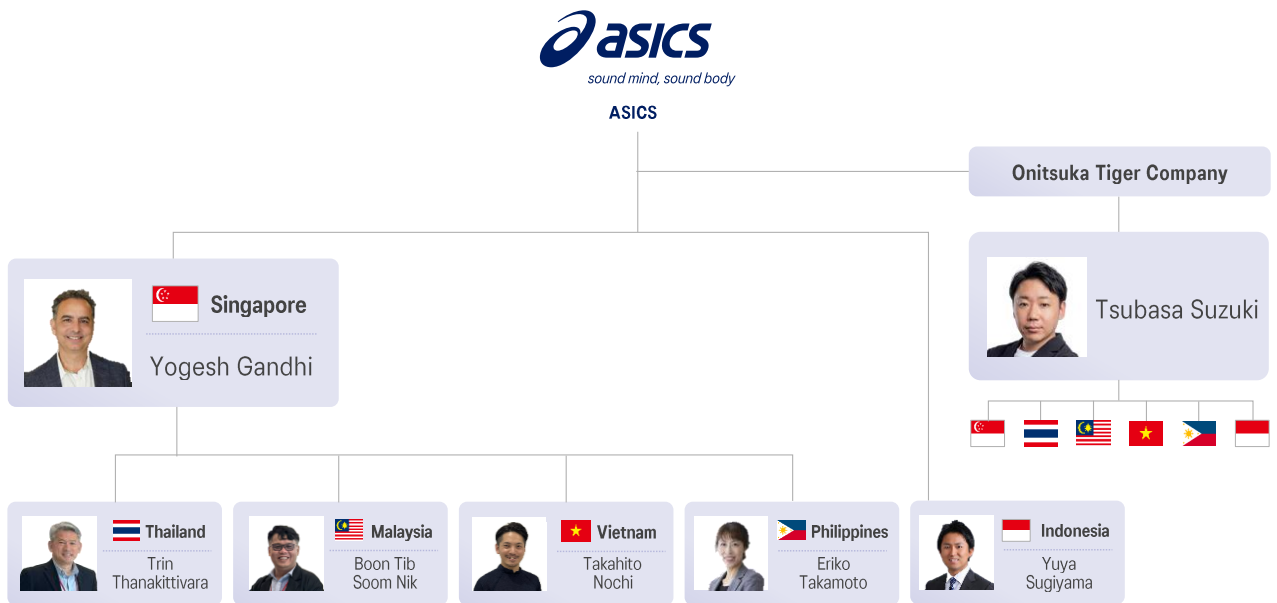 asics
sound mind, sound body
ASICS
Onitsuka Tiger Company
Tsubasa Suzuki
Singapore
Yogesh Gandhi
Thailand
Trin
Thanakittivara
Malaysia
Boon Tib
Soom Nik
Vietnam
Takahito
Nochi
Philippines
Eriko
Takamoto
Indonesia
Yuya
Sugiyama